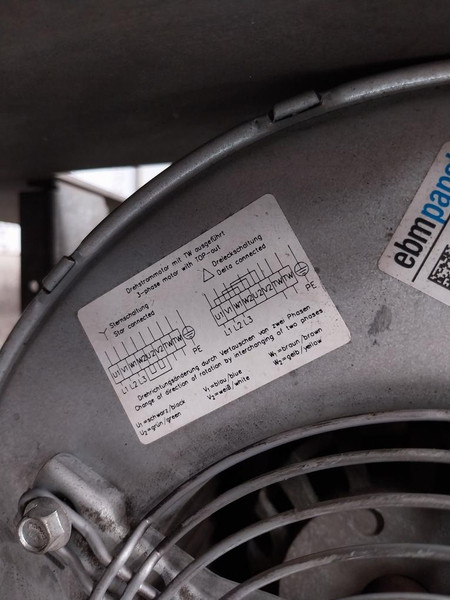 Drehstrommotor mit TW ausgeführt
3-phase motor with TOP-out
Sternschaltung
Star connected
U1 V1 W1 W2 U2 V2 TW TW
L1 L2 L3
PE
Dreieckschaltung
Delta connected
U1 V1 W1 W2 U2 V2 TW TW
L1 L2 L3
PE
Drehrichtungsänderung durch Vertauschen von zwei Phasen
Change of direction of rotation by interchanging of two phases
U₁=schwarz/black V₁=blau/blue W₁=braun/brown
U₂=grün/green V₂=weiß/white W₂=gelb/yellow